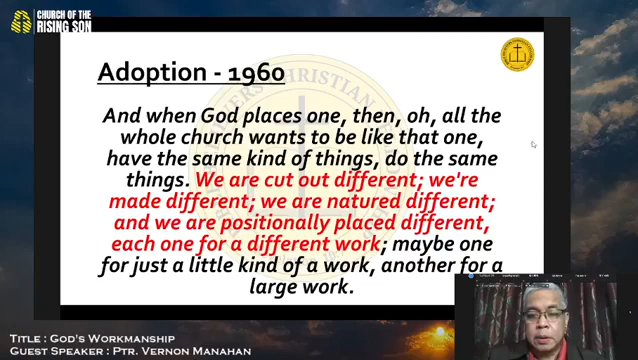 CHURCH OF THE
RISING SON
Adoption - 1960
And when God places one, then, oh, all the
whole church wants to be like that one,
have the same kind of things, do the same
things. We are cut out different; we're
made different; we are natured different;
and we are positionally placed different,
each one for a different work; maybe one
for just a little kind of a work, another for a
large work.
Title : God's Workmanship
Guest Speaker : Ptr. Vernon Manahan